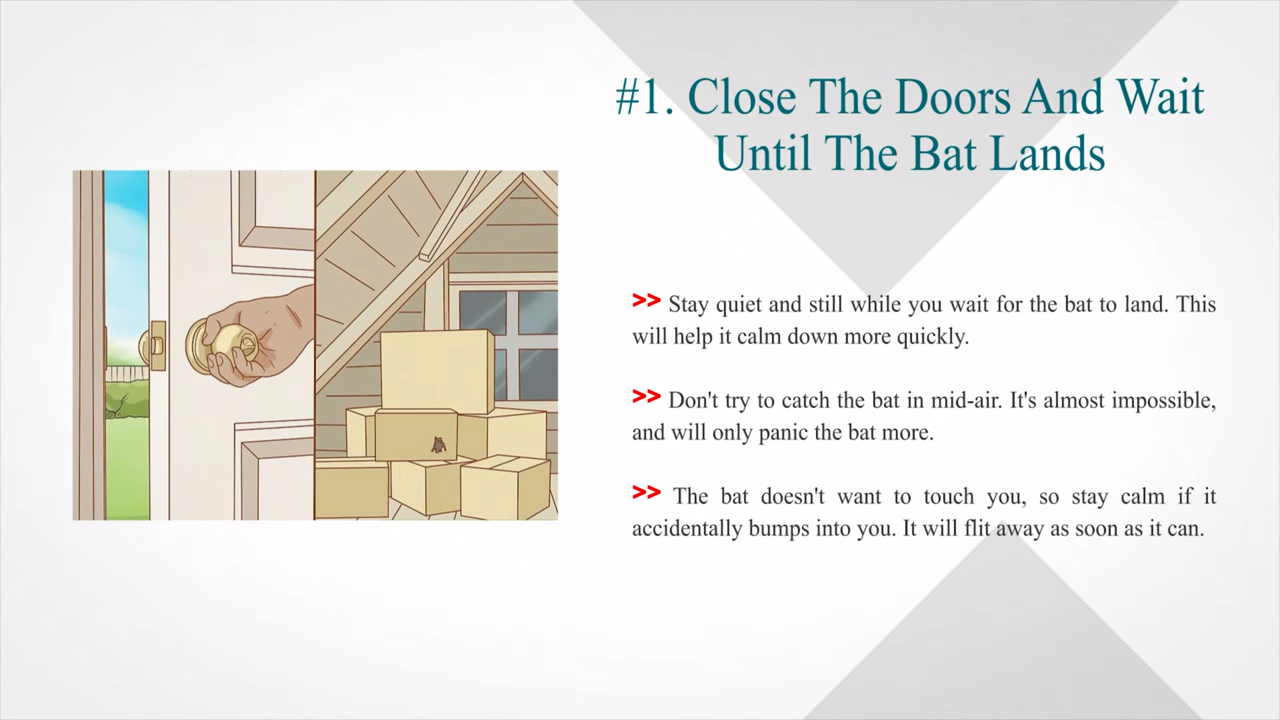 #1. Close The Doors And Wait
Until The Bat Lands
>> Stay quiet and still while you wait for the bat to land. This
will help it calm down more quickly.
>> Don't try to catch the bat in mid-air. It's almost impossible,
and will only panic the bat more.
>> The bat doesn't want to touch you, so stay calm if it
accidentally bumps into you. It will flit away as soon as it can.